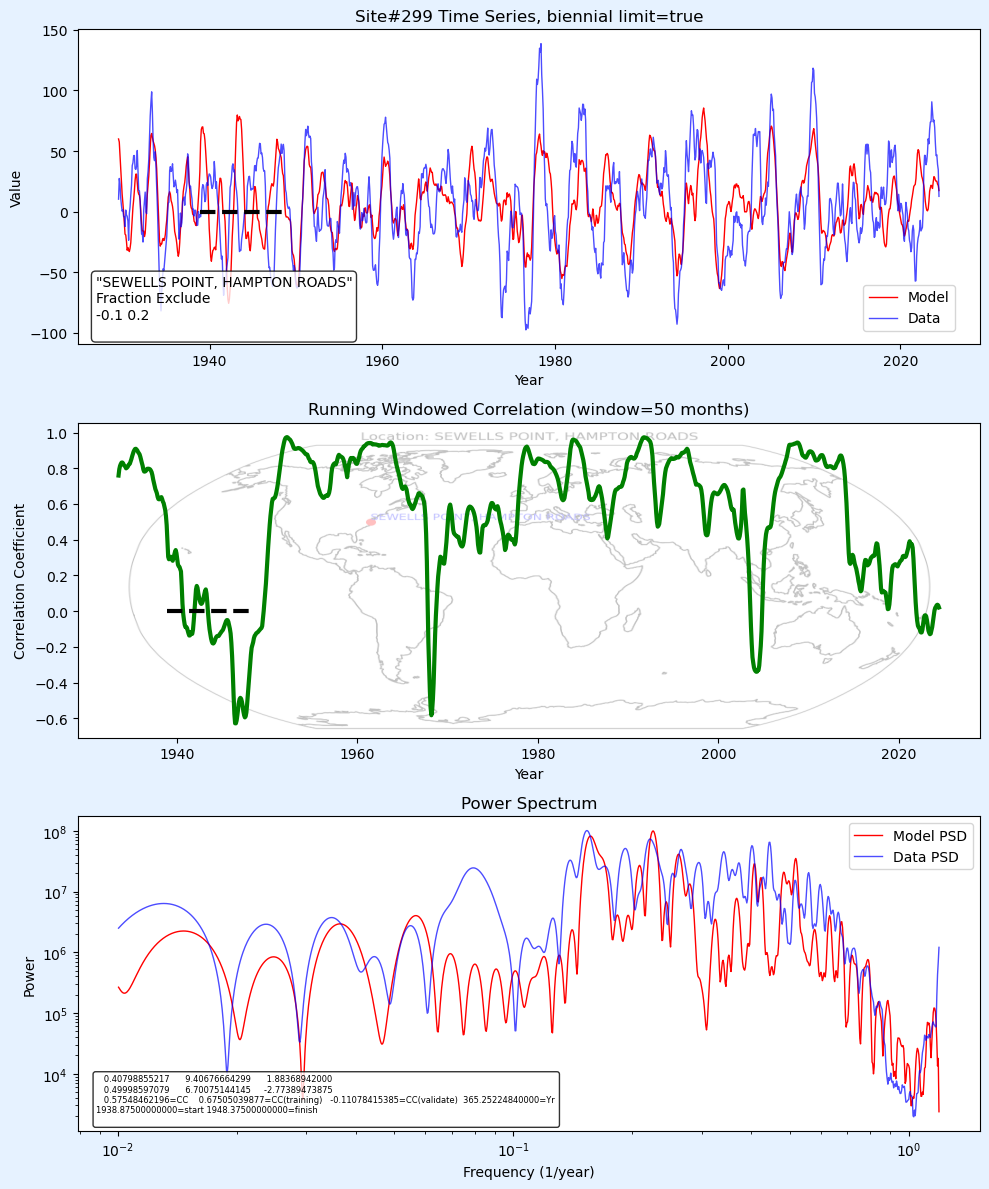 Site#299 Time Series, biennial limit=true
Value
150
100
50
0
−50
−100
"SEWELLS POINT, HAMPTON ROADS"
Fraction Exclude
-0.1 0.2
Model
Data
1940
1960
1980
2000
2020
Year
Running Windowed Correlation (window=50 months)
Correlation Coefficient
1.0
0.8
0.6
0.4
0.2
0.0
−0.2
−0.4
−0.6
Location: SEWELLS POINT, HAMPTON ROADS
SEWELLS POINT, HAMPTON ROADS
1940
1960
1980
2000
2020
Year
Power Spectrum
Power
10^8
10^7
10^6
10^5
10^4
Model PSD
Data PSD
0.40798855217 9.40676664299 1.88368942000
0.49998597079 6.70075144145 -2.77389473875
0.57548462196=CC 0.67505039877=CC(training) -0.11078415385=CC(validate) 365.25224840000=Yr
1938.87500000000=start 1948.37500000000=finish
10^−2
10^−1
10^0
Frequency (1/year)